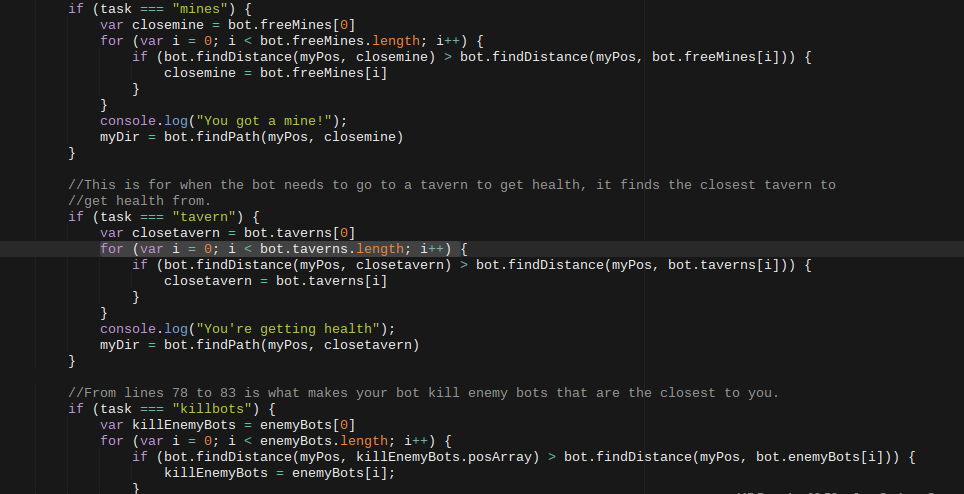 if (task === "mines") {
var closemine = bot.freeMines[0]
for (var i = 0; i < bot.freeMines.length; i++) {
if (bot.findDistance(myPos, closemine) > bot.findDistance(myPos, bot.freeMines[i])) {
closemine = bot.freeMines[i]
}
}
console.log("You got a mine!");
myDir = bot.findPath(myPos, closemine)
}
//This is for when the bot needs to go to a tavern to get health, it finds the closest tavern to
//get health from.
if (task === "tavern") {
var closetavern = bot.taverns[0]
for (var i = 0; i < bot.taverns.length; i++) {
if (bot.findDistance(myPos, closetavern) > bot.findDistance(myPos, bot.taverns[i])) {
closetavern = bot.taverns[i]
}
}
console.log("You're getting health");
myDir = bot.findPath(myPos, closetavern)
}
//From lines 78 to 83 is what makes your bot kill enemy bots that are the closest to you.
if (task === "killbots") {
var killEnemyBots = enemyBots[0]
for (var i = 0; i < enemyBots.length; i++) {
if (bot.findDistance(myPos, killEnemyBots.posArray) > bot.findDistance(myPos, bot.enemyBots[i])) {
killEnemyBots = enemyBots[i];
}